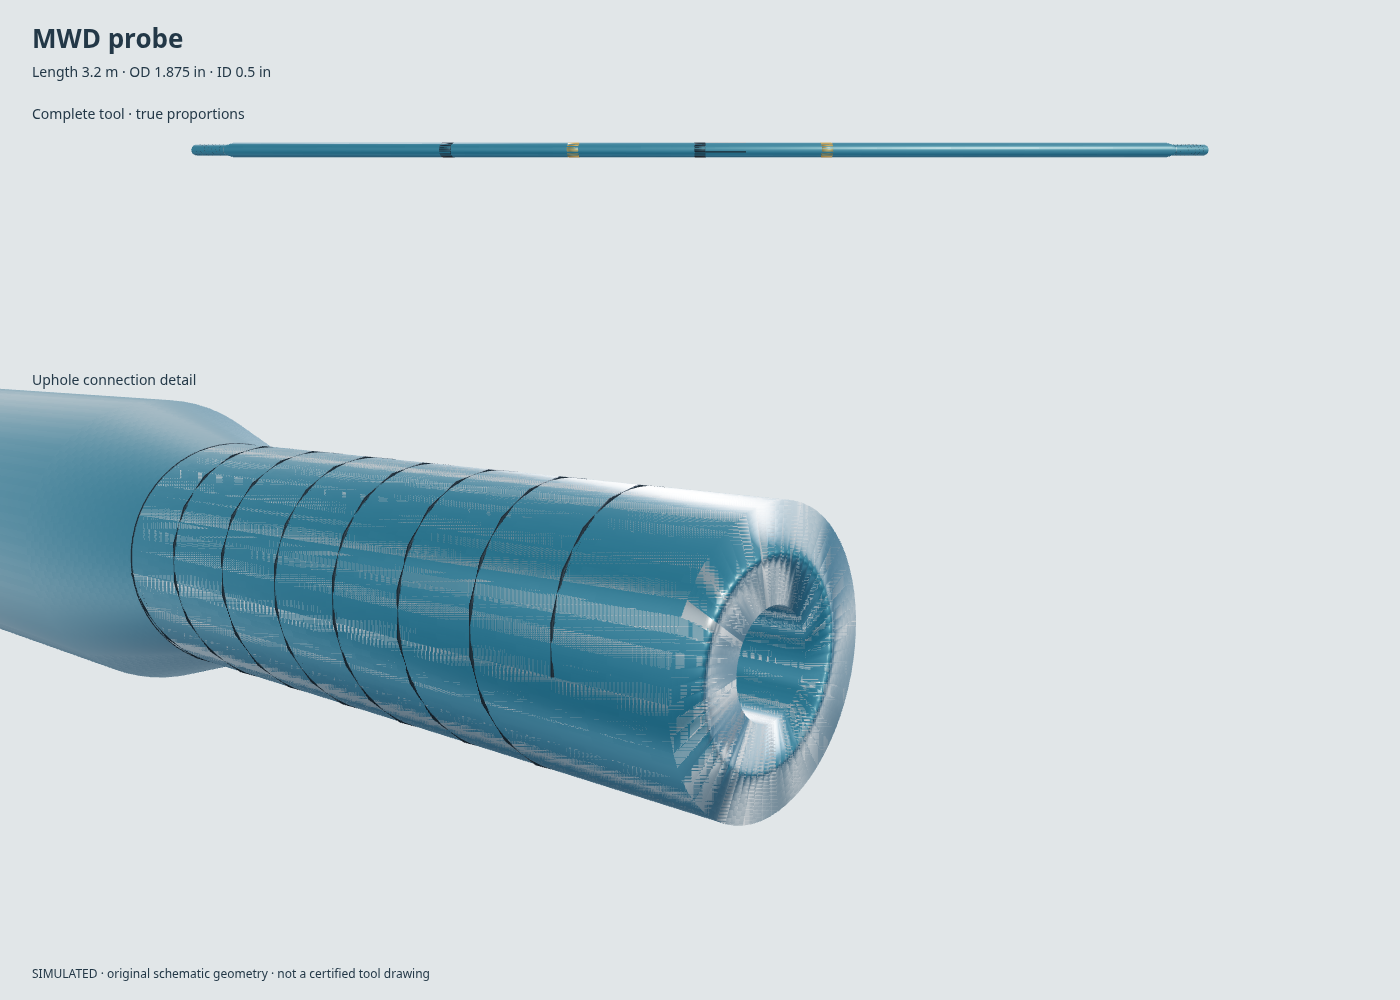 MWD probe
Length 3.2 m · OD 1.875 in · ID 0.5 in
Complete tool · true proportions
Uphole connection detail
SIMULATED · original schematic geometry · not a certified tool drawing